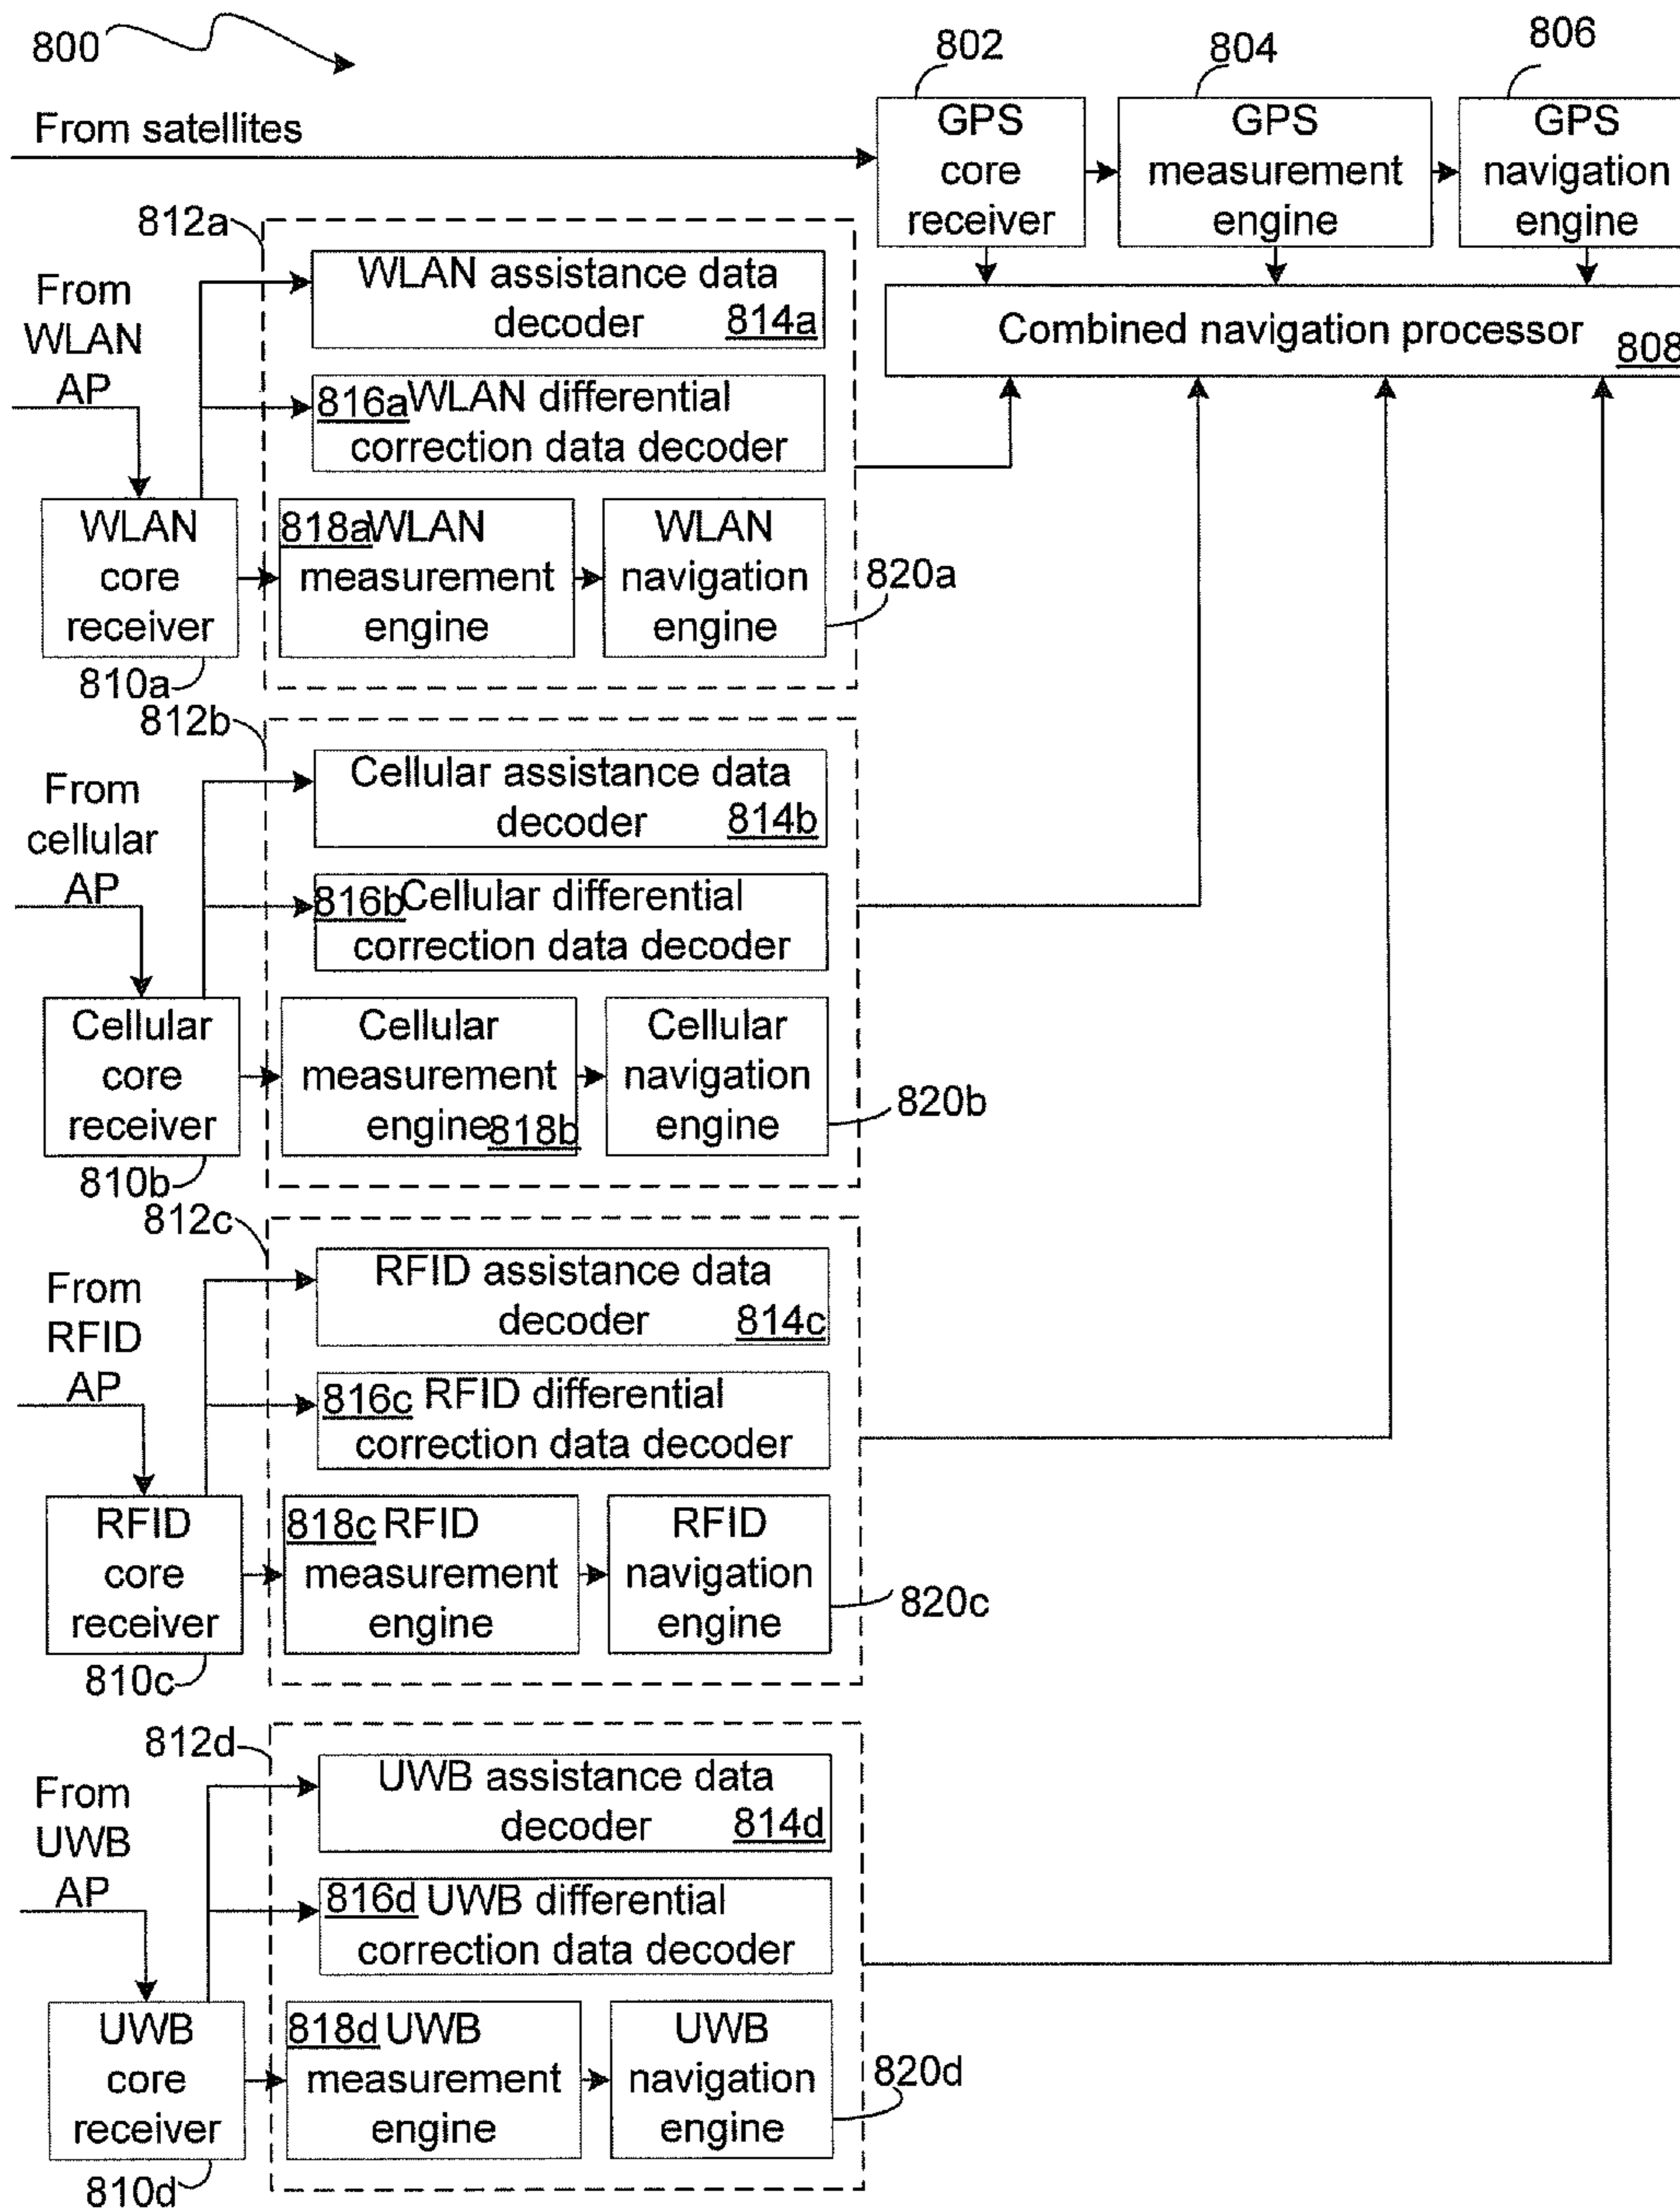 800
802
804
806
From satellites
GPS
core
receiver
GPS
measurement
engine
GPS
navigation
engine
Combined navigation processor 808
812a
From
WLAN
AP
WLAN assistance data
decoder 814a
816a WLAN differential
correction data decoder
WLAN
core
receiver
810a
818a WLAN
measurement
engine
WLAN
navigation
engine
820a
812b
From
cellular
AP
Cellular assistance data
decoder 814b
816b Cellular differential
correction data decoder
Cellular
core
receiver
810b
Cellular
measurement
engine 818b
Cellular
navigation
engine
820b
812c
From
RFID
AP
RFID assistance data
decoder 814c
816c RFID differential
correction data decoder
RFID
core
receiver
810c
818c RFID
measurement
engine
RFID
navigation
engine
820c
812d
From
UWB
AP
UWB assistance data
decoder 814d
816d UWB differential
correction data decoder
UWB
core
receiver
810d
818d UWB
measurement
engine
UWB
navigation
engine
820d